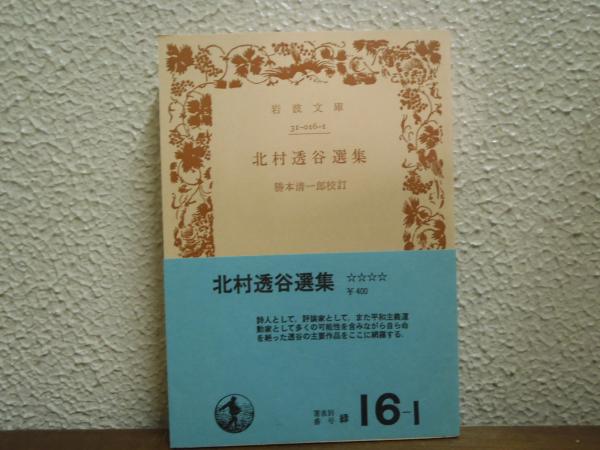 岩波文庫
31-016-1
北村透谷選集
勝本清一郎校訂
北村透谷選集 ☆☆☆☆
¥400
詩人として，評論家として，また平和主義運
動家として多くの可能性を含みながら自ら命
を絶った透谷の主要作品をここに網羅する．
著者別
番号 緑 16-1